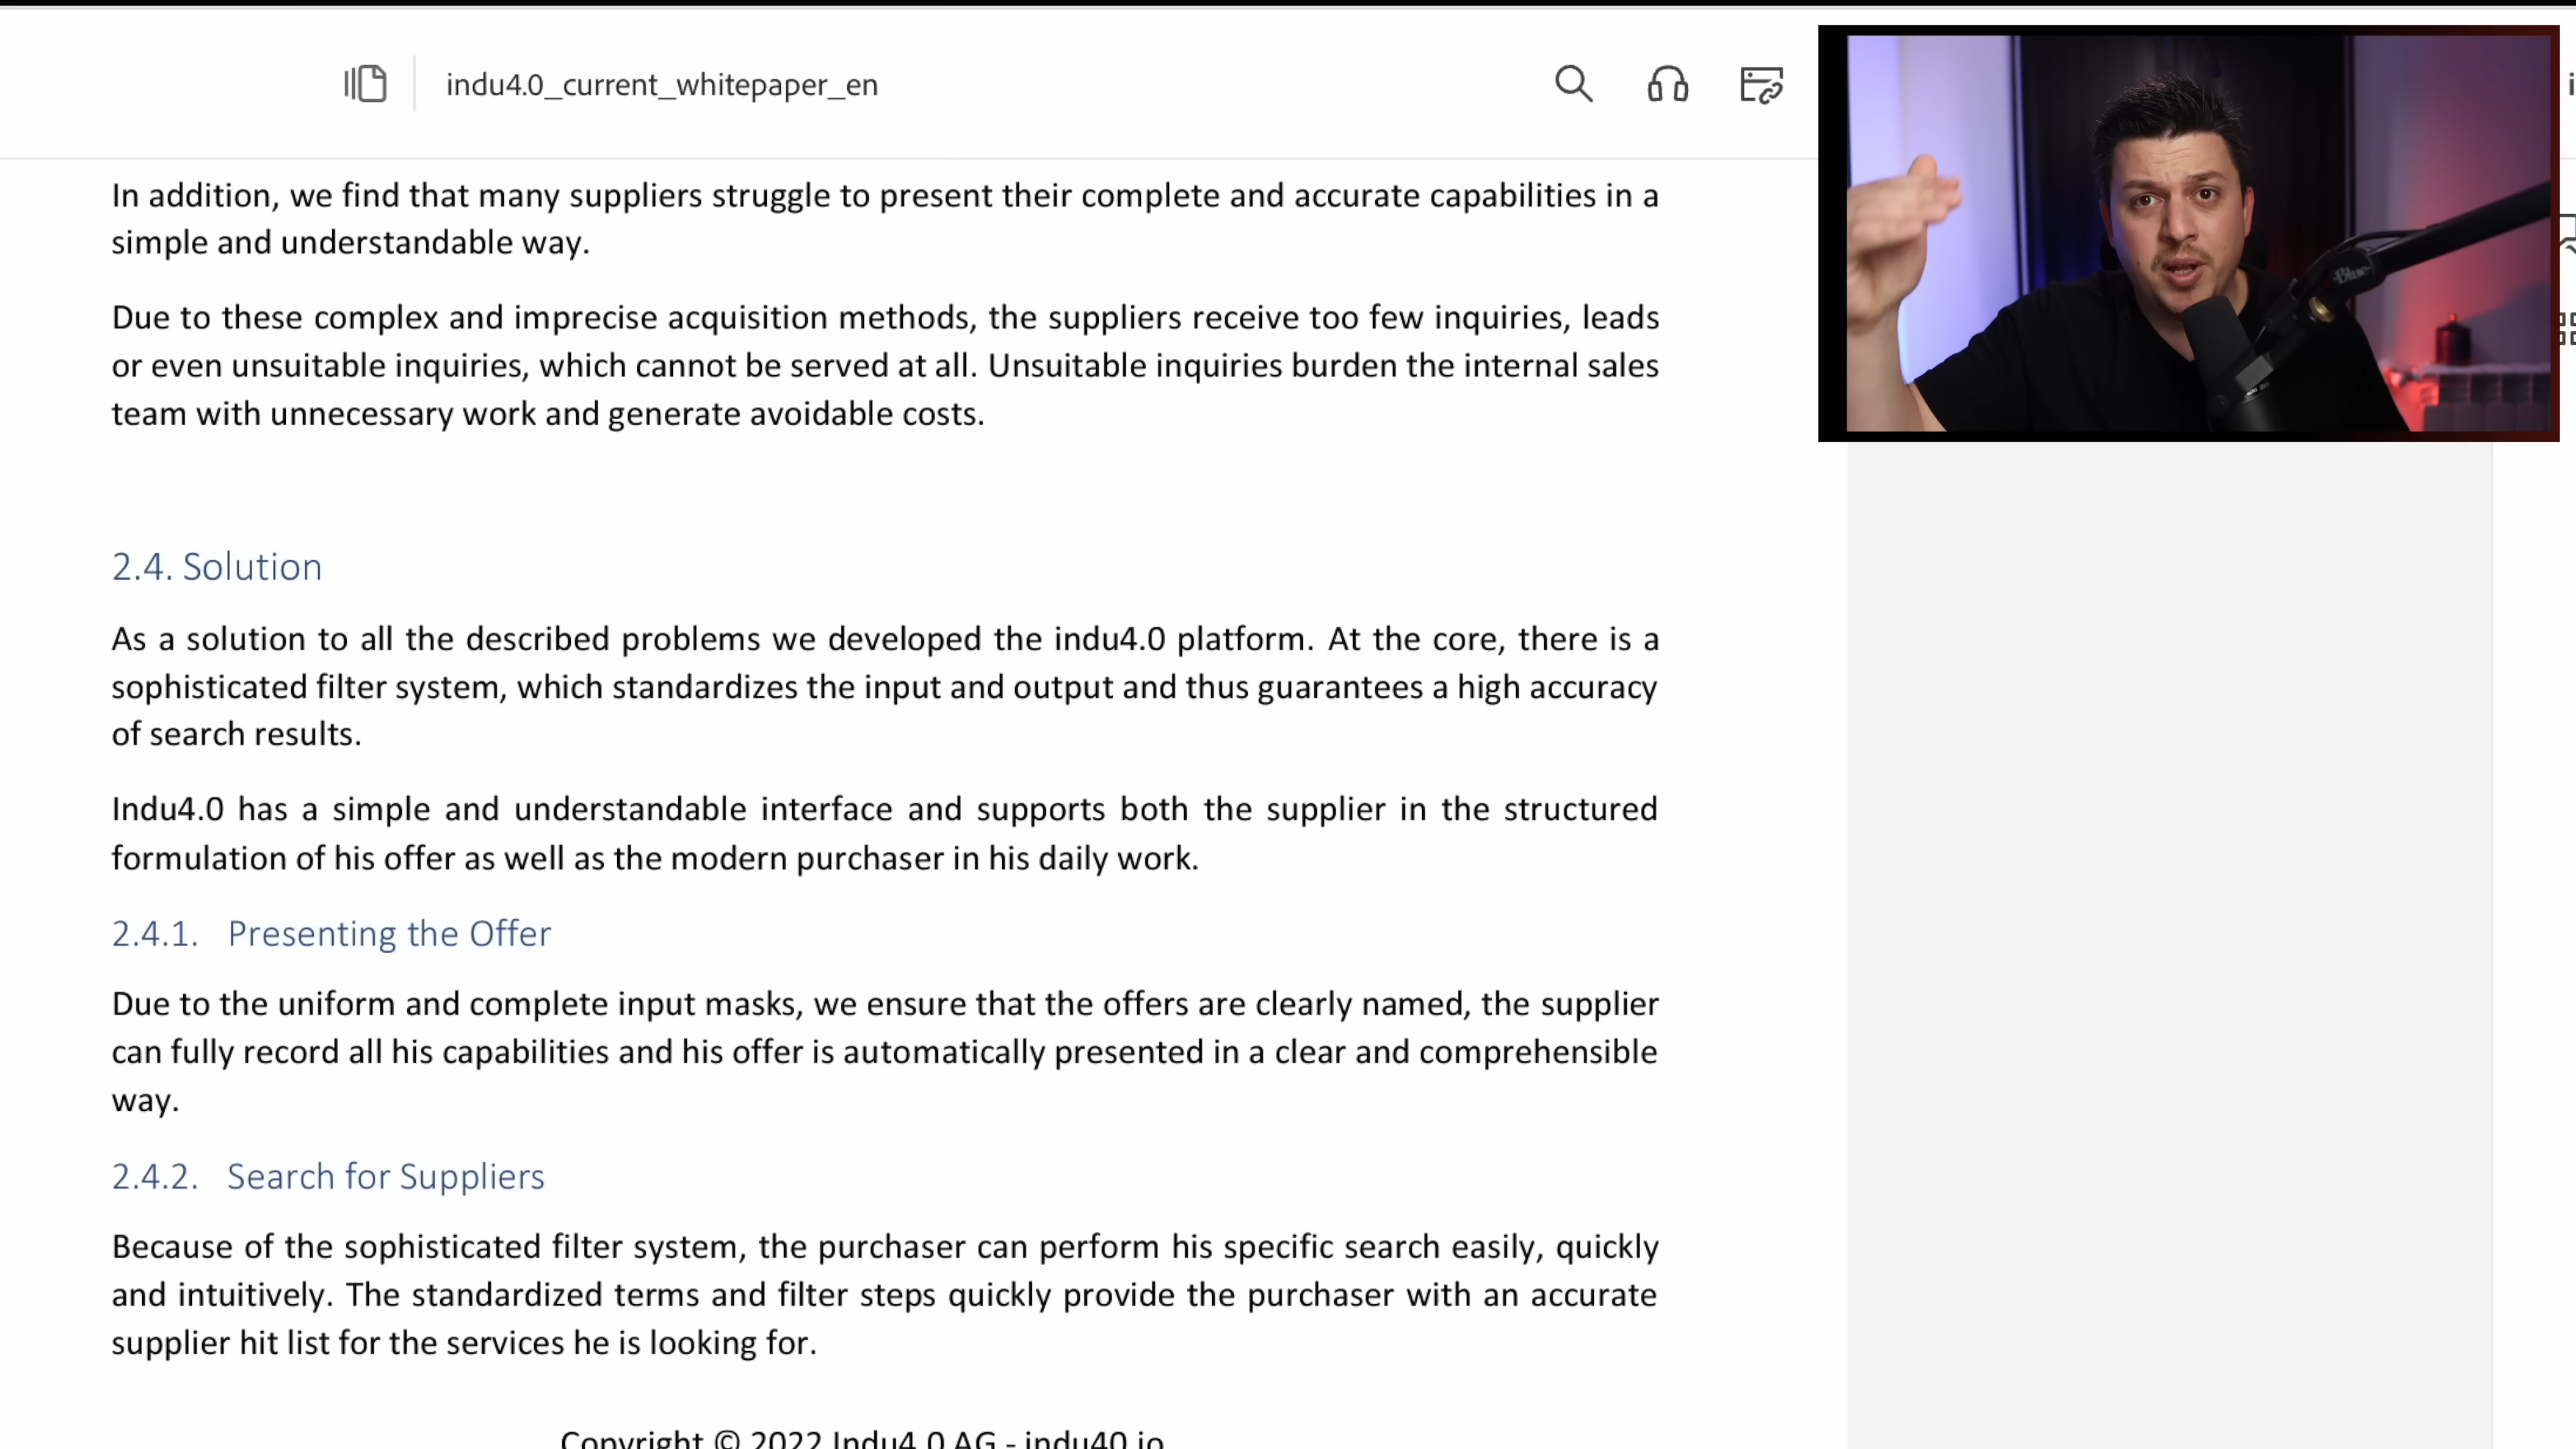 indu4.0_current_whitepaper_en
In addition, we find that many suppliers struggle to present their complete and accurate capabilities in a
simple and understandable way.
Due to these complex and imprecise acquisition methods, the suppliers receive too few inquiries, leads
or even unsuitable inquiries, which cannot be served at all. Unsuitable inquiries burden the internal sales
team with unnecessary work and generate avoidable costs.
Blue
2.4. Solution
As a solution to all the described problems we developed the indu4.0 platform. At the core, there is a
sophisticated filter system, which standardizes the input and output and thus guarantees a high accuracy
of search results.
Indu4.0 has a simple and understandable interface and supports both the supplier in the structured
formulation of his offer as well as the modern purchaser in his daily work.
2.4.1. Presenting the Offer
Due to the uniform and complete input masks, we ensure that the offers are clearly named, the supplier
can fully record all his capabilities and his offer is automatically presented in a clear and comprehensible
way.
2.4.2. Search for Suppliers
Because of the sophisticated filter system, the purchaser can perform his specific search easily, quickly
and intuitively. The standardized terms and filter steps quickly provide the purchaser with an accurate
supplier hit list for the services he is looking for.
Copyright © 2022 Indu4.0 AG - indu40.io